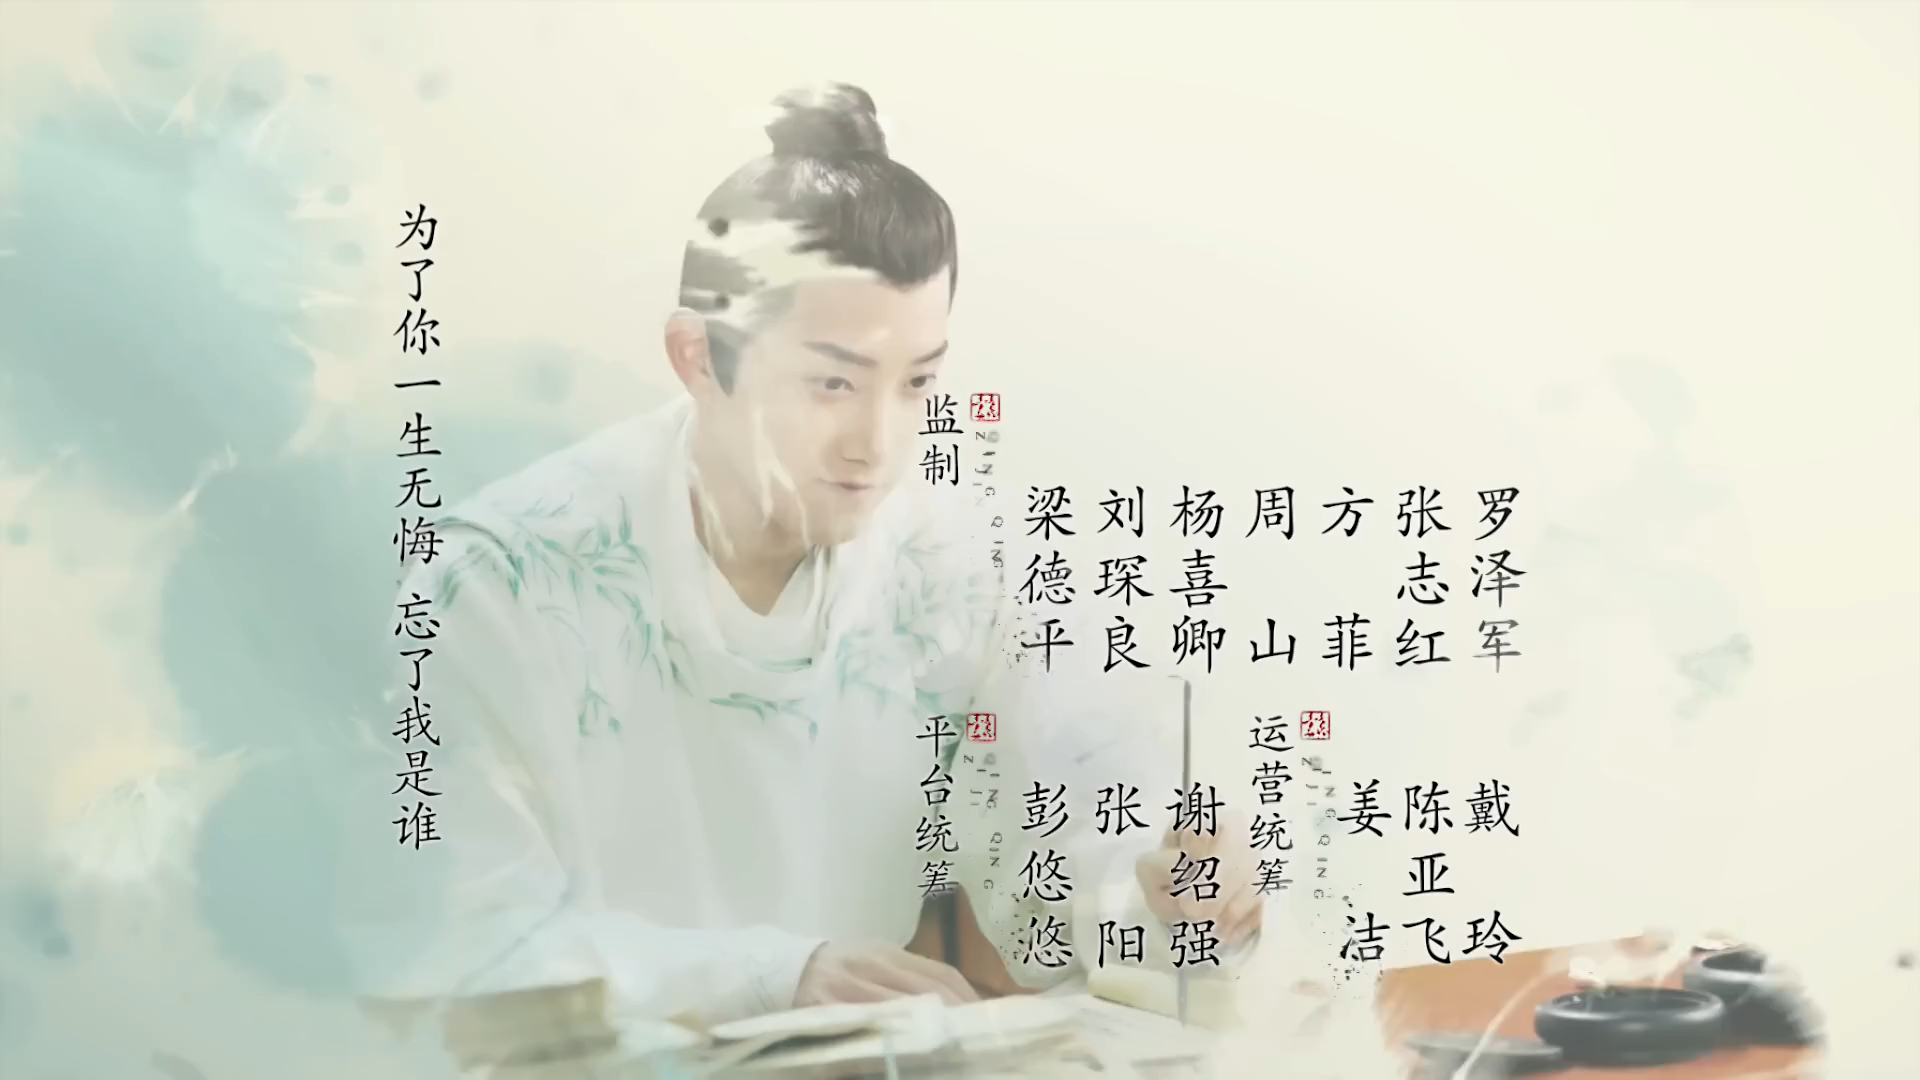 为了你一生无悔 忘了我是谁
监制
梁德平
刘琛良
杨喜卿
周山
方菲
张志红
罗泽军
平台统筹
彭悠悠
张阳
谢绍强
运营统筹
姜洁
陈亚飞
戴玲